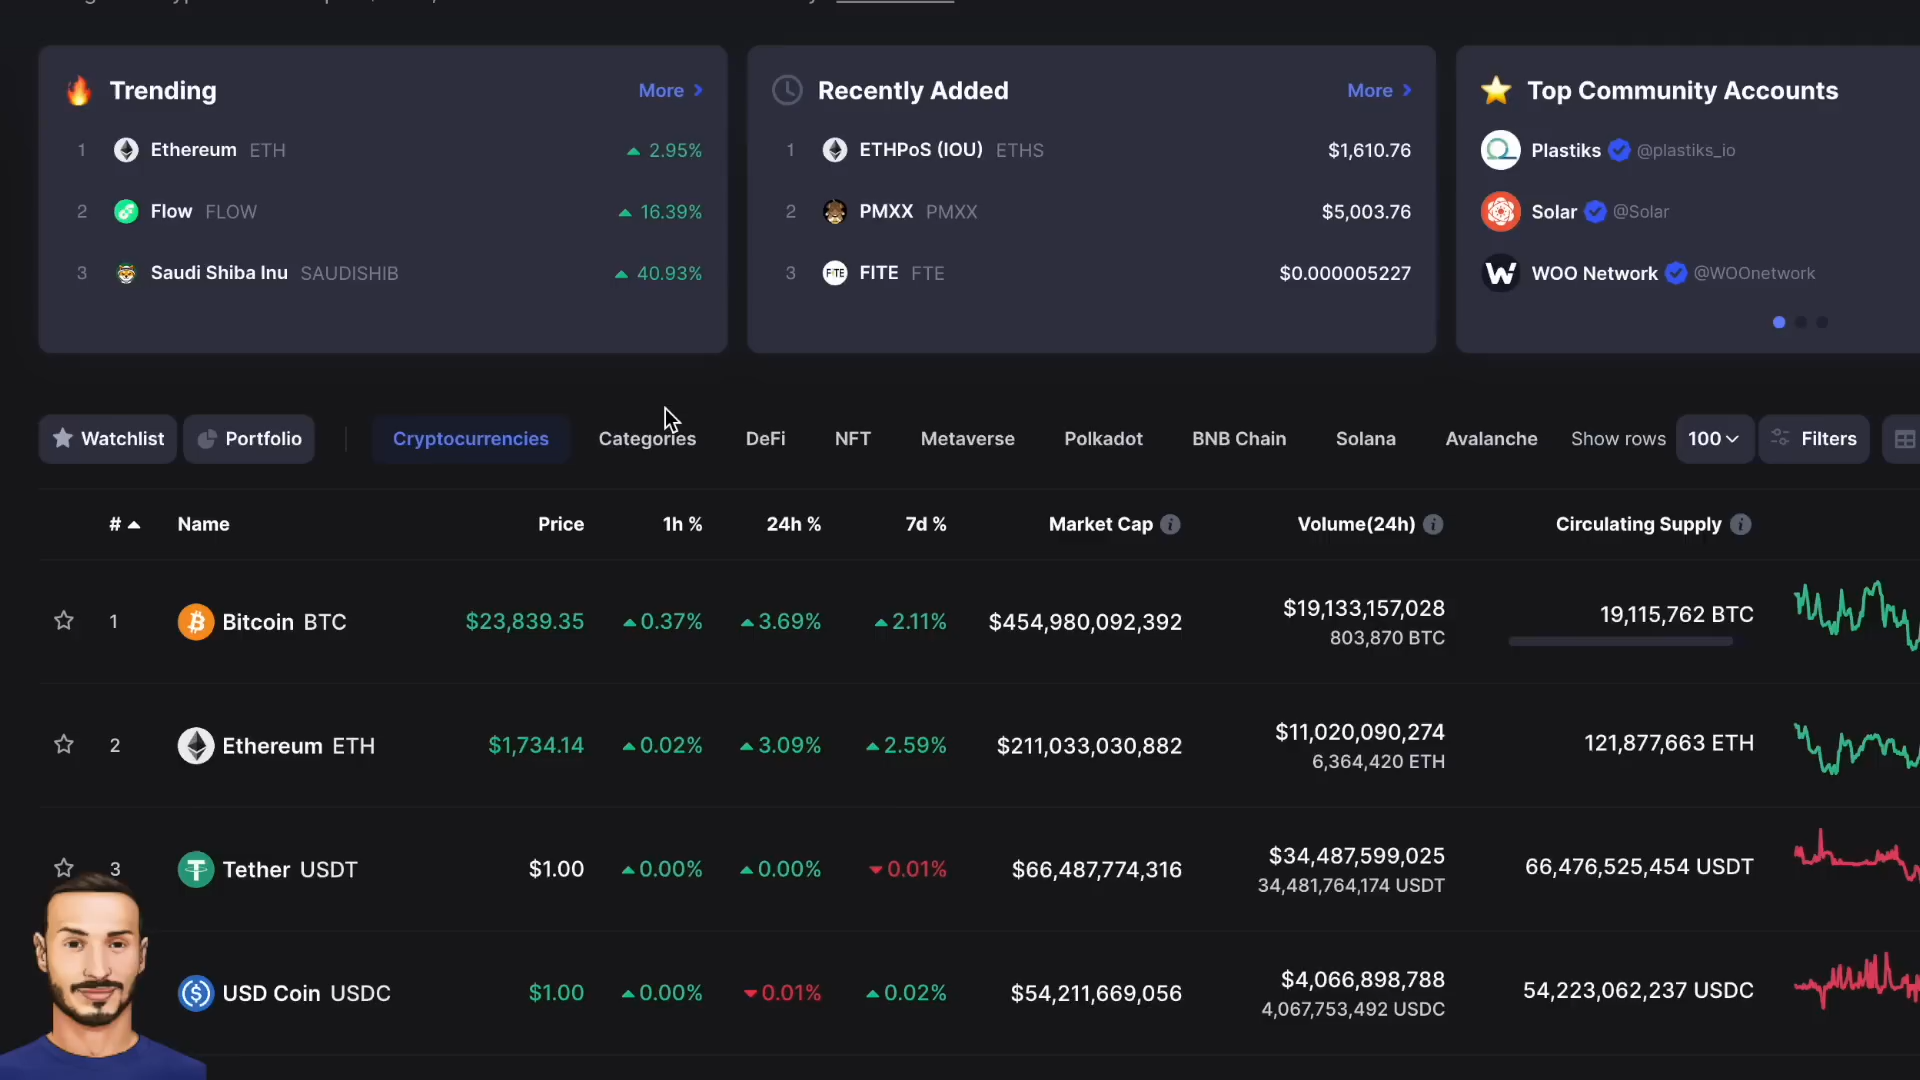 Trending More
1 Ethereum ETH 2.95%
2 Flow FLOW 16.39%
3 Saudi Shiba Inu SAUDISHIB 40.93%
Recently Added More
1 ETHPoS (IOU) ETHS $1,610.76
2 PMXX PMXX $5,003.76
3 FITE FTE $0.000005227
Top Community Accounts
Plastiks @plastiks_io
Solar @Solar
WOO Network @WOOnetwork
Watchlist Portfolio Cryptocurrencies Categories DeFi NFT Metaverse Polkadot BNB Chain Solana Avalanche Show rows 100 Filters
# Name Price 1h % 24h % 7d % Market Cap Volume(24h) Circulating Supply
1 Bitcoin BTC $23,839.35 0.37% 3.69% 2.11% $454,980,092,392 $19,133,157,028 19,115,762 BTC
803,870 BTC
2 Ethereum ETH $1,734.14 0.02% 3.09% 2.59% $211,033,030,882 $11,020,090,274 121,877,663 ETH
6,364,420 ETH
3 Tether USDT $1.00 0.00% 0.00% 0.01% $66,487,774,316 $34,487,599,025 66,476,525,454 USDT
34,481,764,174 USDT
USD Coin USDC $1.00 0.00% 0.01% 0.02% $54,211,669,056 $4,066,898,788 54,223,062,237 USDC
4,067,753,492 USDC